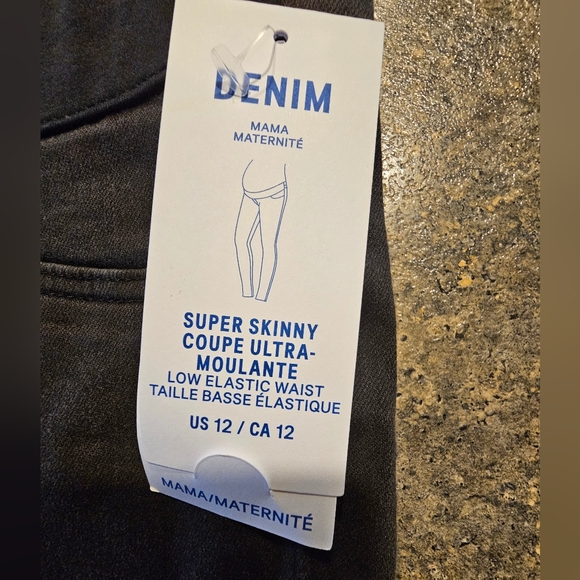 DENIM
MAMA
MATERNITÉ
SUPER SKINNY
COUPE ULTRA-
MOULANTE
LOW ELASTIC WAIST
TAILLE BASSE ÉLASTIQUE
US 12 / CA 12
MAMA/MATERNITÉ